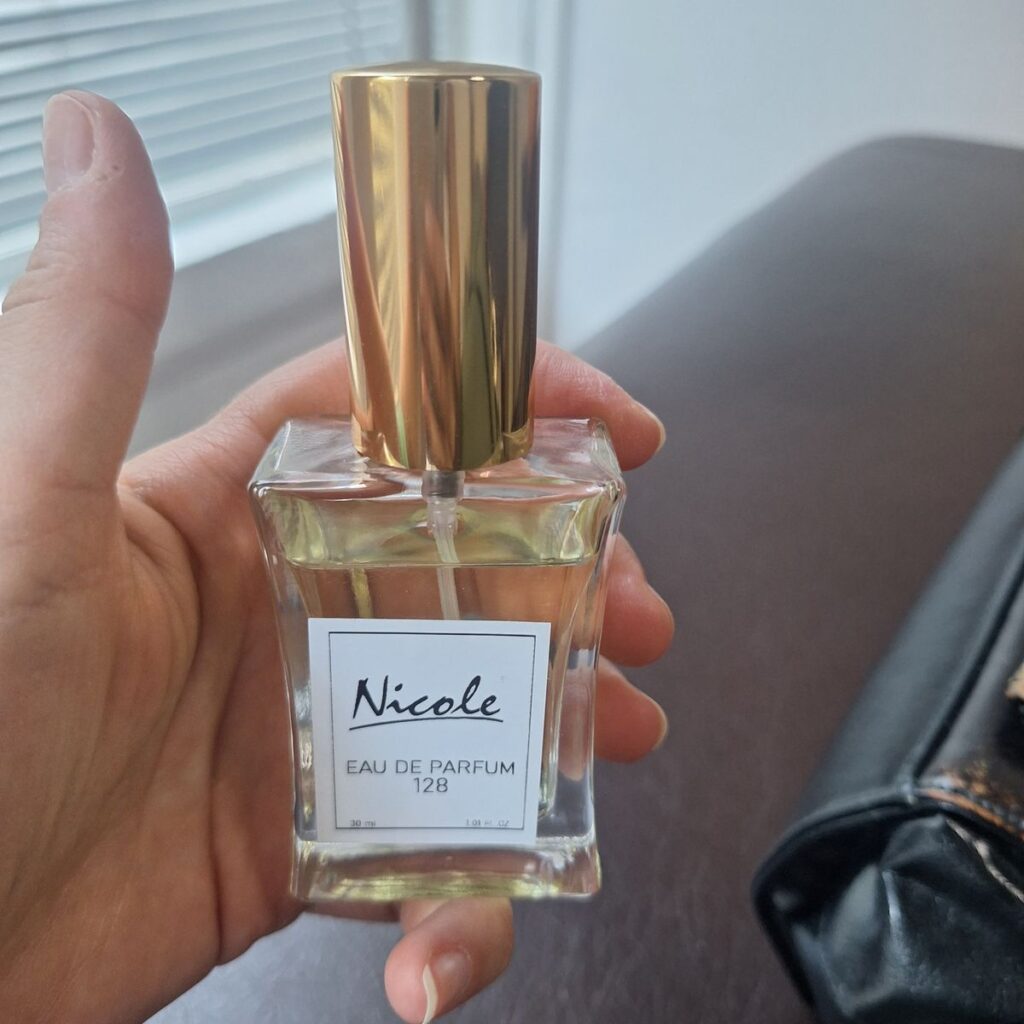 Nicole
EAU DE PARFUM
128
30 ml 1.01 FL. OZ